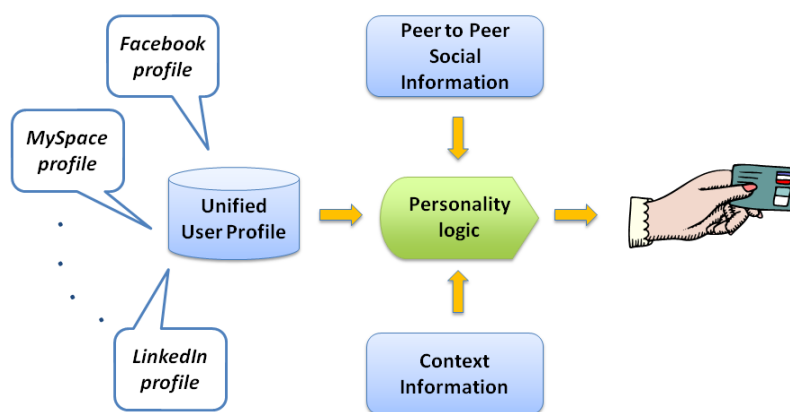 Facebook
profile
MySpace
profile
LinkedIn
profile
Unified
User Profile
Peer to Peer
Social
Information
Personality
logic
Context
Information